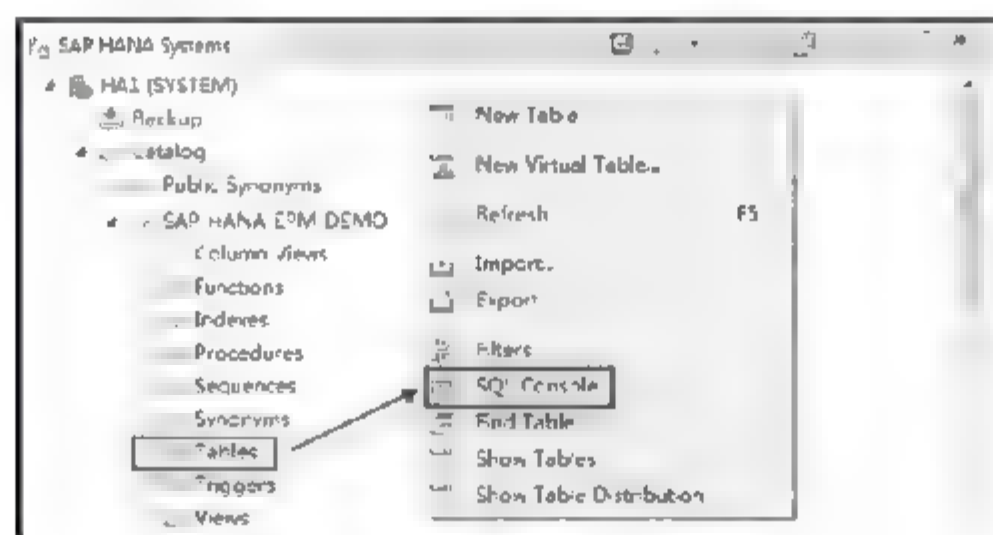 SAP HANA Systems
HA1 (SYSTEM)
Backup
Catalog
Public Synonyms
SAP HANA EPM DEMO
Column Views
Functions
Indexes
Procedures
Sequences
Synonyms
Tables
Triggers
Views
New Table
New Virtual Table...
Refresh F5
Import...
Export
Filters
SQL Console
Find Table
Show Tables
Show Table Distribution